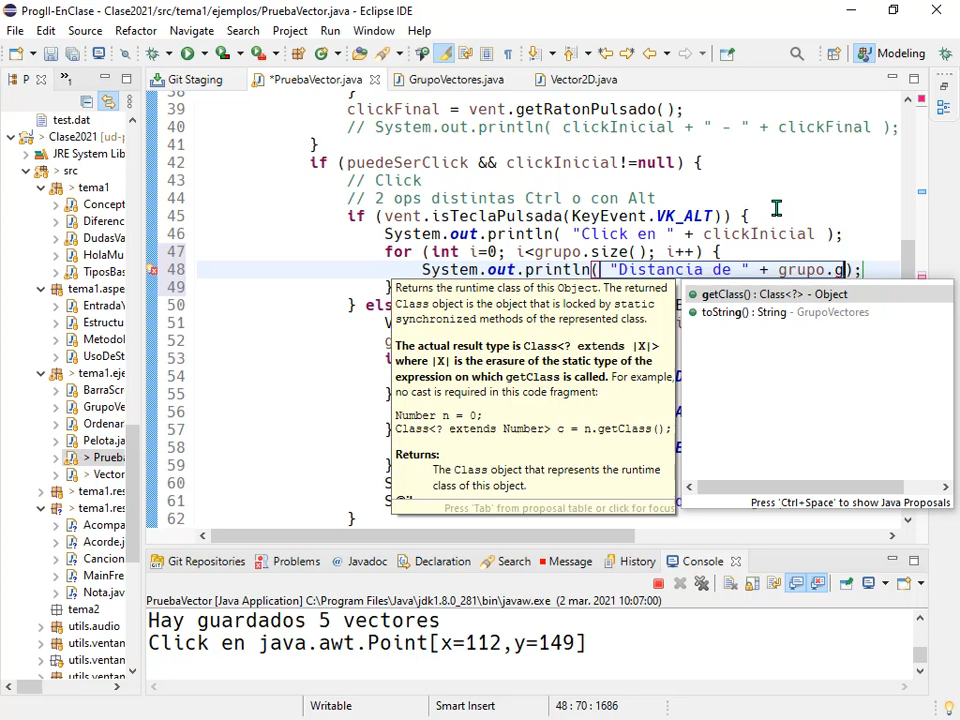 ProgII-EnClase - Clase2021/src/tema1/ejemplos/PruebaVector.java - Eclipse IDE
File Edit Source Refactor Navigate Search Project Run Window Help
Modeling
P
Git Staging
*PruebaVector.java
GrupoVectores.java
Vector2D.java
test.dat
Clase2021 [ud-p
JRE System Lib
src
tema1
Concept
Diferenc
DudasVa
HolaMur
TiposBas
tema1.aspe
EntradaY
Estructu
Metodol
UsoDeSt
tema1.eje
BarraScr
GrupoVe
Ordenar
Pelota.ja
> Prueba
> Vector
tema1.res
tema1.res
Acompa
Acorde.j
Cancion
MainFre
Nota.jav
tema2
utils.audio
utils.ventan
utils.ventan
utils.ventan
38 }
39 clickFinal = vent.getRatonPulsado();
40 // System.out.println( clickInicial + " - " + clickFinal );
41 }
42 if (puedeSerClick && clickInicial!=null) {
43 // Click
44 // 2 ops distintas Ctrl o con Alt
45 if (vent.isTeclaPulsada(KeyEvent.VK_ALT)) {
46 System.out.println( "Click en " + clickInicial );
47 for (int i=0; i<grupo.size(); i++) {
48 System.out.println( "Distancia de " + grupo.g);
49 }
50 } els
51 V
52 g
53 i
54
55 }
56
57 }
58
59 }
60 S
61 S
62 }
Returns the runtime class of this Object. The returned
Class object is the object that is locked by static
synchronized methods of the represented class.
The actual result type is Class<? extends |X|>
where |X| is the erasure of the static type of the
expression on which getClass is called. For example,
no cast is required in this code fragment:
Number n = 0;
Class<? extends Number> c = n.getClass();
Returns:
The Class object that represents the runtime
class of this object.
Press 'Tab' from proposal table or click for focus
getClass() : Class<?> - Object
toString() : String - GrupoVectores
Press 'Ctrl+Space' to show Java Proposals
Git Repositories
Problems
Javadoc
Declaration
Search
Message
History
Console
PruebaVector [Java Application] C:\Program Files\Java\jdk1.8.0_281\bin\javaw.exe (2 mar. 2021 10:07:00)
Hay guardados 5 vectores
Click en java.awt.Point[x=112,y=149]
Writable
Smart Insert
48 : 70 : 1686